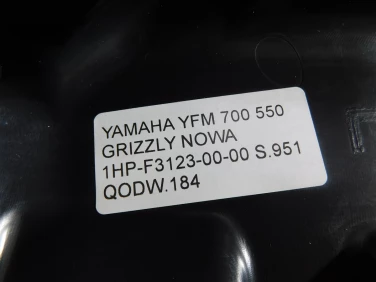 YAMAHA YFM 700 550
GRIZZLY NOWA
1HP-F3123-00-00 S.951
QODW.184